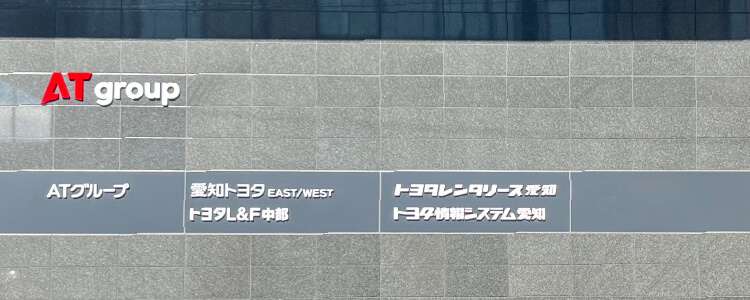 AT group
ATグループ
愛知トヨタ EAST/WEST
トヨタL&F中部
トヨタレンタリース愛知
トヨタ情報システム愛知